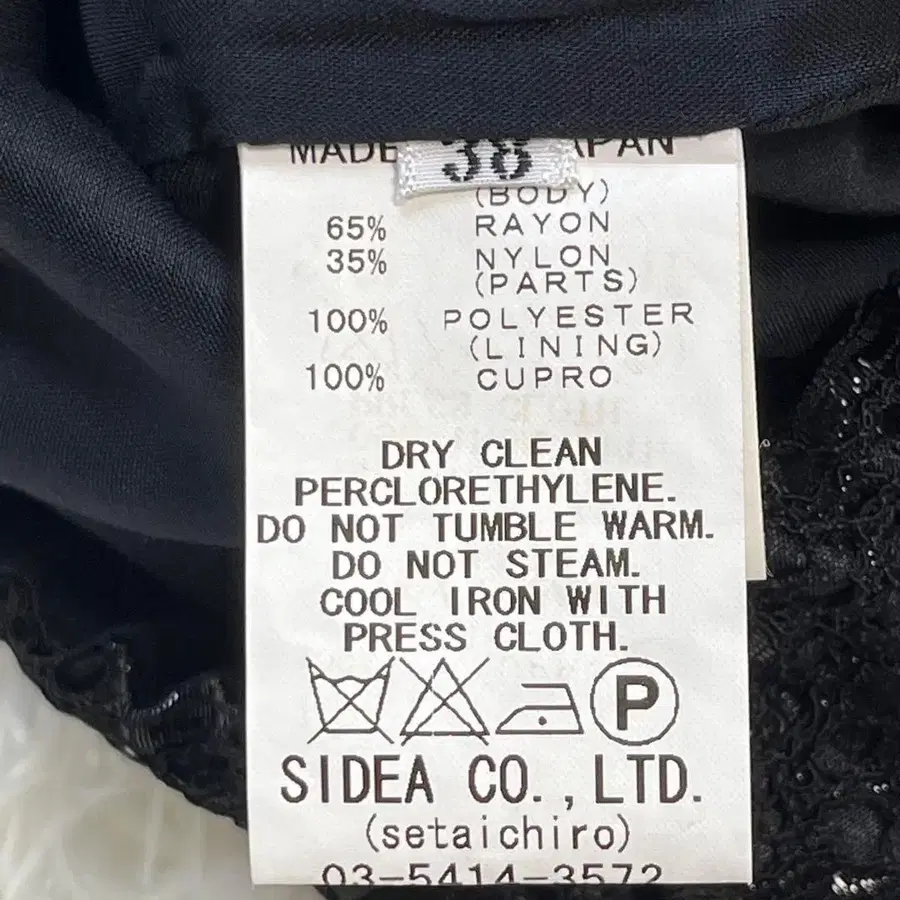 MADE 38 JAPAN
(BODY)
65% RAYON
35% NYLON
(PARTS)
100% POLYESTER
(LINING)
100% CUPRO
DRY CLEAN
PERCLORETHYLENE.
DO NOT TUMBLE WARM.
DO NOT STEAM.
COOL IRON WITH
PRESS CLOTH.
P
SIDEA CO., LTD.
(setaichiro)
03-5414-3572